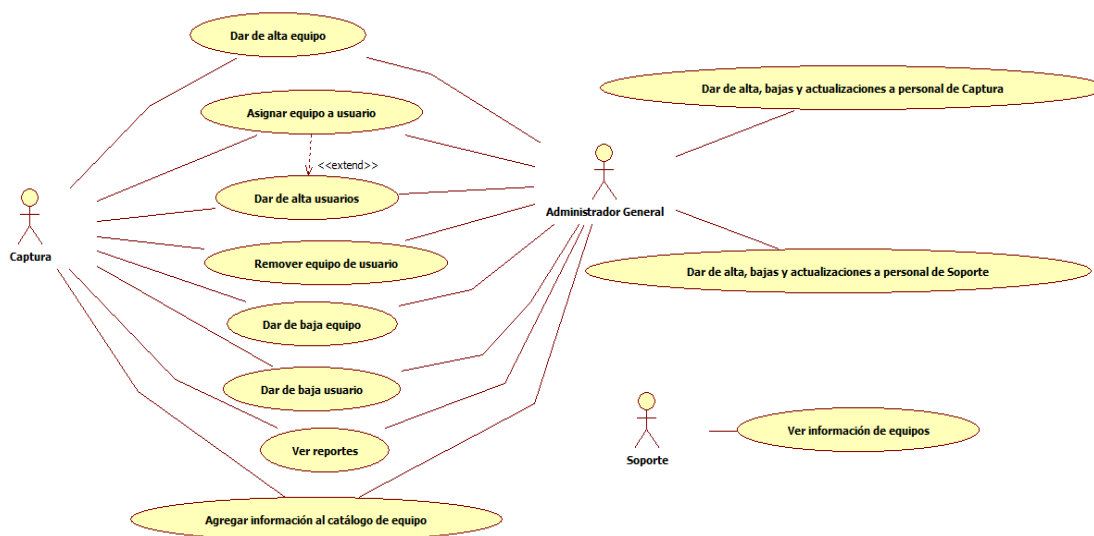 Dar de alta equipo
Dar de alta, bajas y actualizaciones a personal de Captura
Asignar equipo a usuario
<<extend>>
Dar de alta usuarios
Administrador General
Captura
Remover equipo de usuario
Dar de alta, bajas y actualizaciones a personal de Soporte
Dar de baja equipo
Dar de baja usuario
Ver información de equipos
Ver reportes
Soporte
Agregar información al catálogo de equipo